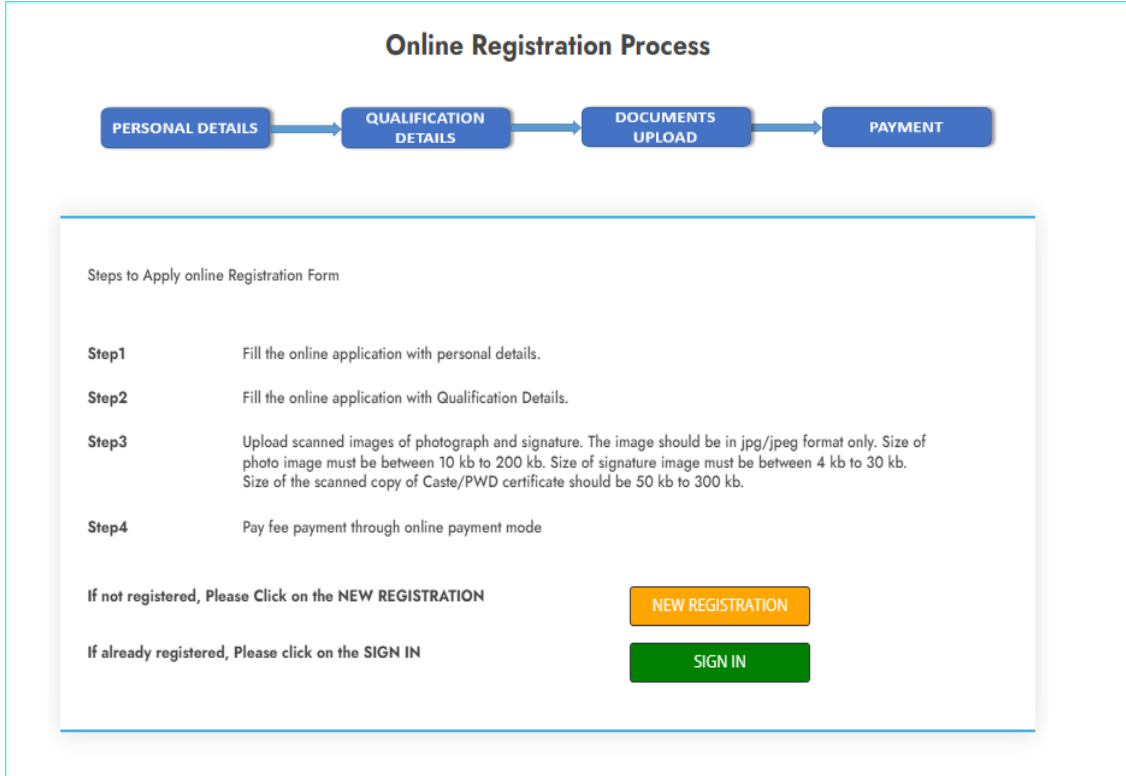 Online Registration Process
PERSONAL DETAILS
QUALIFICATION
DETAILS
DOCUMENTS
UPLOAD
PAYMENT
Steps to Apply online Registration Form
Step1 Fill the online application with personal details.
Step2 Fill the online application with Qualification Details.
Step3 Upload scanned images of photograph and signature. The image should be in jpg/jpeg format only. Size of
photo image must be between 10 kb to 200 kb. Size of signature image must be between 4 kb to 30 kb.
Size of the scanned copy of Caste/PWD certificate should be 50 kb to 300 kb.
Step4 Pay fee payment through online payment mode
If not registered, Please Click on the NEW REGISTRATION
NEW REGISTRATION
If already registered, Please click on the SIGN IN
SIGN IN